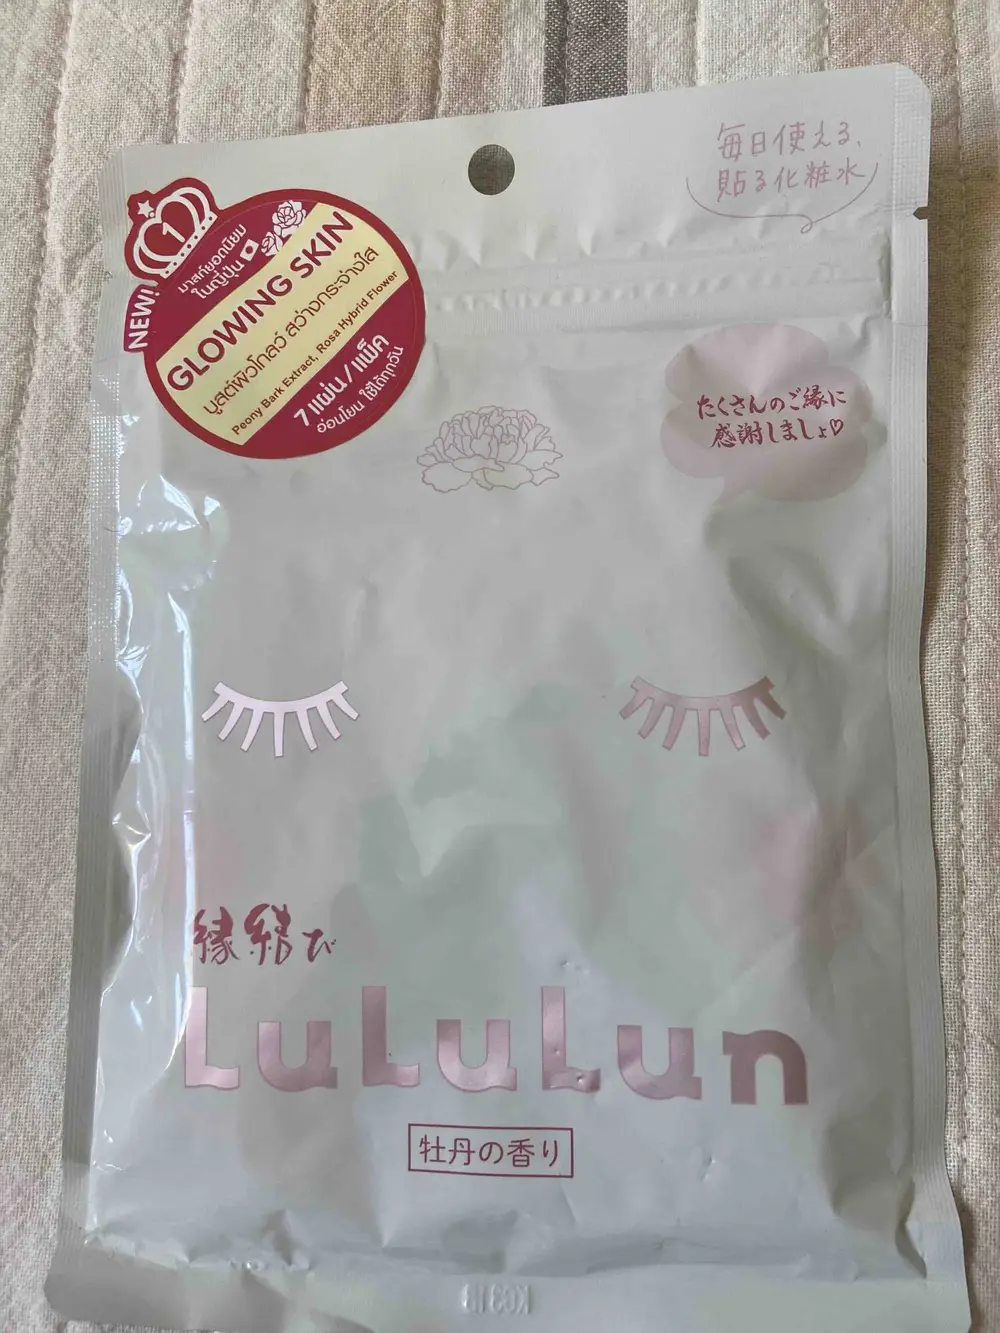 毎日使える、
貼る化粧水
1
NEW!
มาสก์ยอดนิยม
ในญี่ปุ่น
GLOWING SKIN
บูสต์ผิวโกลว์ สว่างกระจ่างใส
Peony Bark Extract, Rosa Hybrid Flower
7 แผ่น/แพ็ค
อ่อนโยน ใช้ได้ทุกวัน
たくさんのご縁に
感謝しましょ♡
縁結び
LuLuLun
牡丹の香り